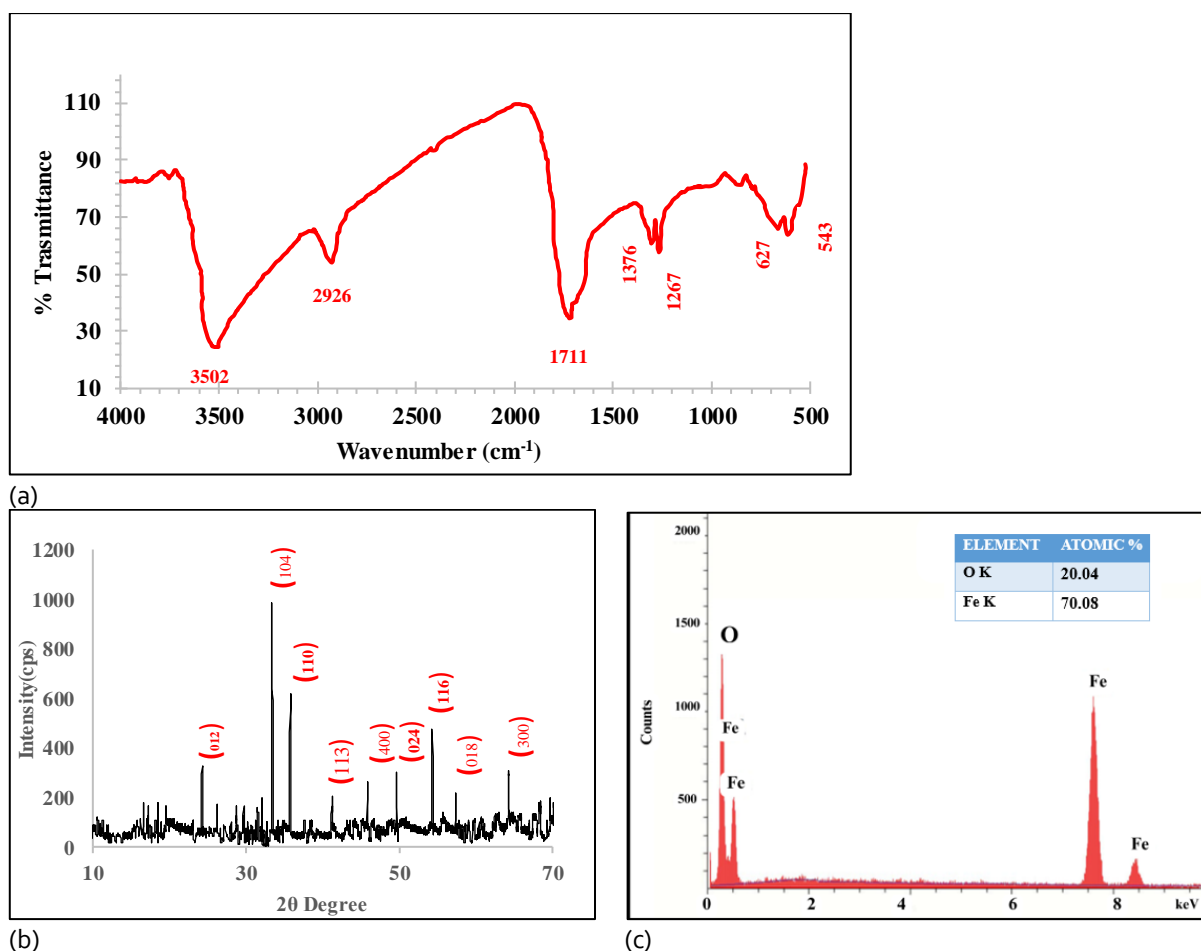 110
90
70
50
30
10
% Trasmittance
3502
2926
1711
1376
1267
627
543
4000 3500 3000 2500 2000 1500 1000 500
Wavenumber (cm-1)
(a)
1200
1000
800
600
400
200
0
Intensity(cps)
(012)
(104)
(110)
(113)
(400)
(024)
(116)
(018)
(300)
10 30 50 70
2θ Degree
(b)
2000
1500
1000
500
Counts
ELEMENT ATOMIC %
O K 20.04
Fe K 70.08
O
Fe
Fe
Fe
Fe
0 2 4 6 8 keV
(c)